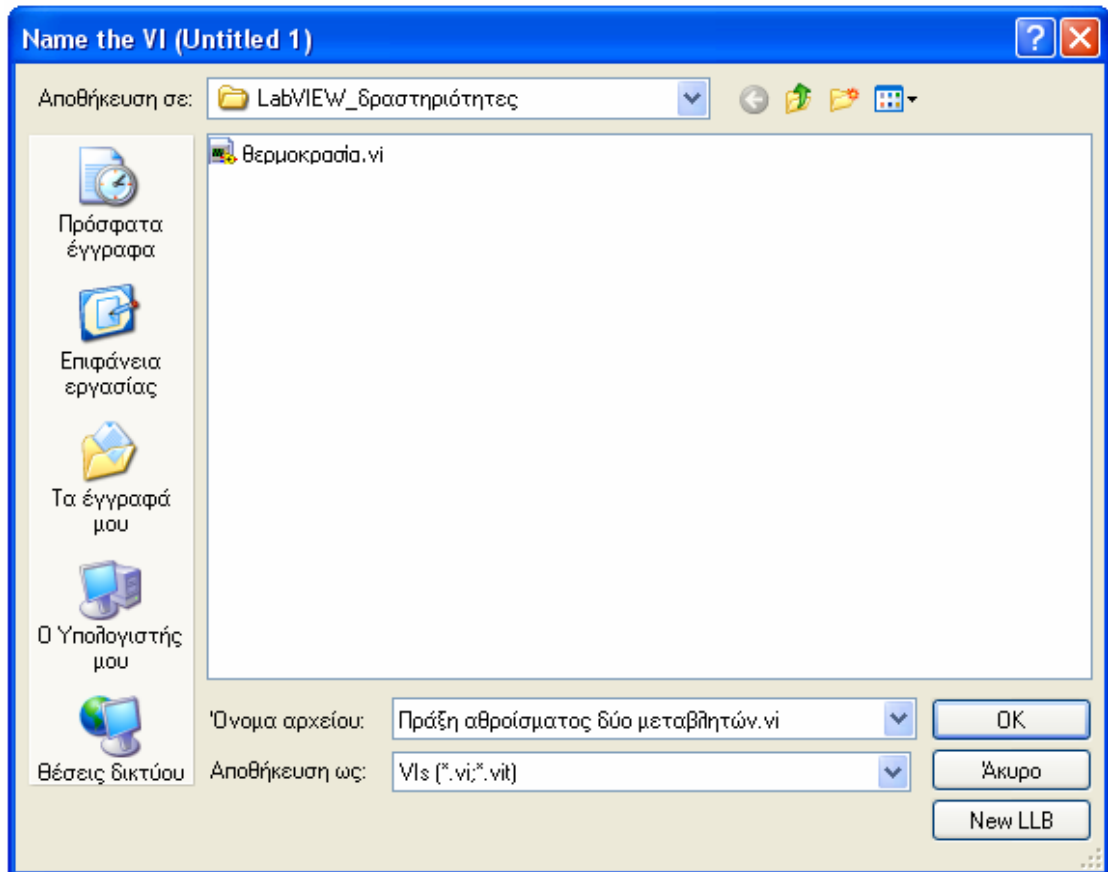 Name the VI (Untitled 1)
Αποθήκευση σε:
LabVIEW_δραστηριότητες
θερμοκρασία.vi
Πρόσφατα
έγγραφα
Επιφάνεια
εργασίας
Τα έγγραφά
μου
Ο Υπολογιστής
μου
Θέσεις δικτύου
Όνομα αρχείου:
Πράξη αθροίσματος δύο μεταβλητών.vi
OK
Αποθήκευση ως:
VIs (*.vi;*.vit)
Άκυρο
New LLB